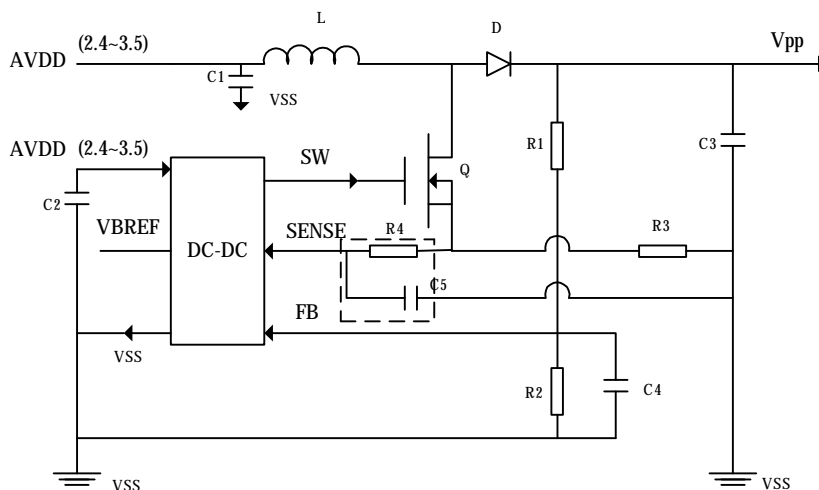 L
D
AVDD (2.4~3.5)
Vpp
C1
VSS
AVDD (2.4~3.5)
SW
Q
R1
C3
C2
VBREF
DC-DC
SENSE
R4
R3
C5
FB
VSS
R2
C4
VSS
VSS